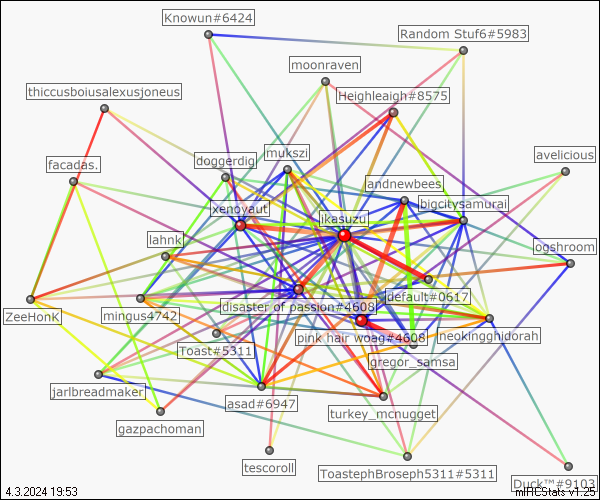 Knowun#6424
Random Stuf6#5983
moonraven
thiccusboiusalexusjoneus
Heighleaigh#8575
mukszi
avelicious
doggerdig
facadas.
andnewbees
xenoyaut
ikasuzu
bigcitysamurai
lahnk
ogshroom
default#0617
disaster of passion#4608
ZeeHonk
mingus4742
pink hair woag#4608
neokingghidorah
Toast#5311
gregor_samsa
jarlbreadmaker
asad#6947
turkey_mcnugget
gazpachoman
tescoroll
ToastephBroseph5311#5311
Duck™#9103
4.3.2024 19:53
mIRCStats v1.25